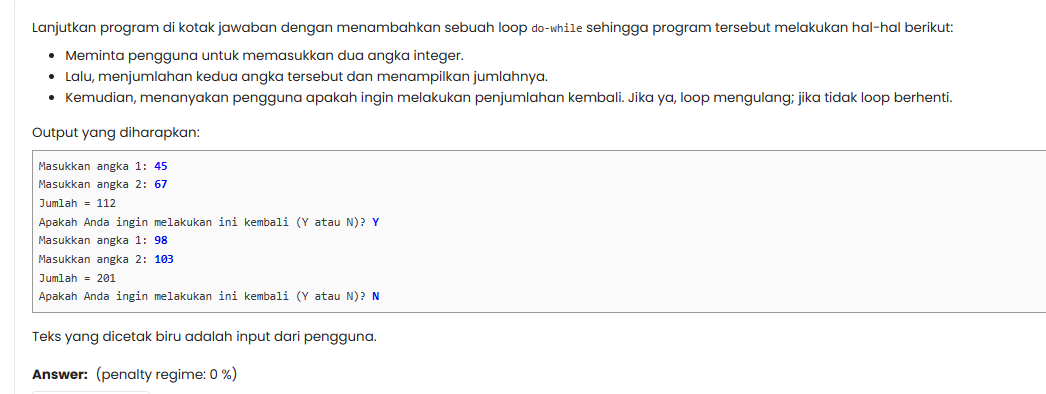 Lanjutkan program di kotak jawaban dengan menambahkan sebuah loop do-while sehingga program tersebut melakukan hal-hal berikut:
• Meminta pengguna untuk memasukkan dua angka integer.
• Lalu, menjumlahan kedua angka tersebut dan menampilkan jumlahnya.
• Kemudian, menanyakan pengguna apakah ingin melakukan penjumlahan kembali. Jika ya, loop mengulang; jika tidak loop berhenti.
Output yang diharapkan:
Masukkan angka 1: 45
Masukkan angka 2: 67
Jumlah = 112
Apakah Anda ingin melakukan ini kembali (Y atau N)? Y
Masukkan angka 1: 98
Masukkan angka 2: 103
Jumlah = 201
Apakah Anda ingin melakukan ini kembali (Y atau N)? N
Teks yang dicetak biru adalah input dari pengguna.
Answer: (penalty regime: 0 %)